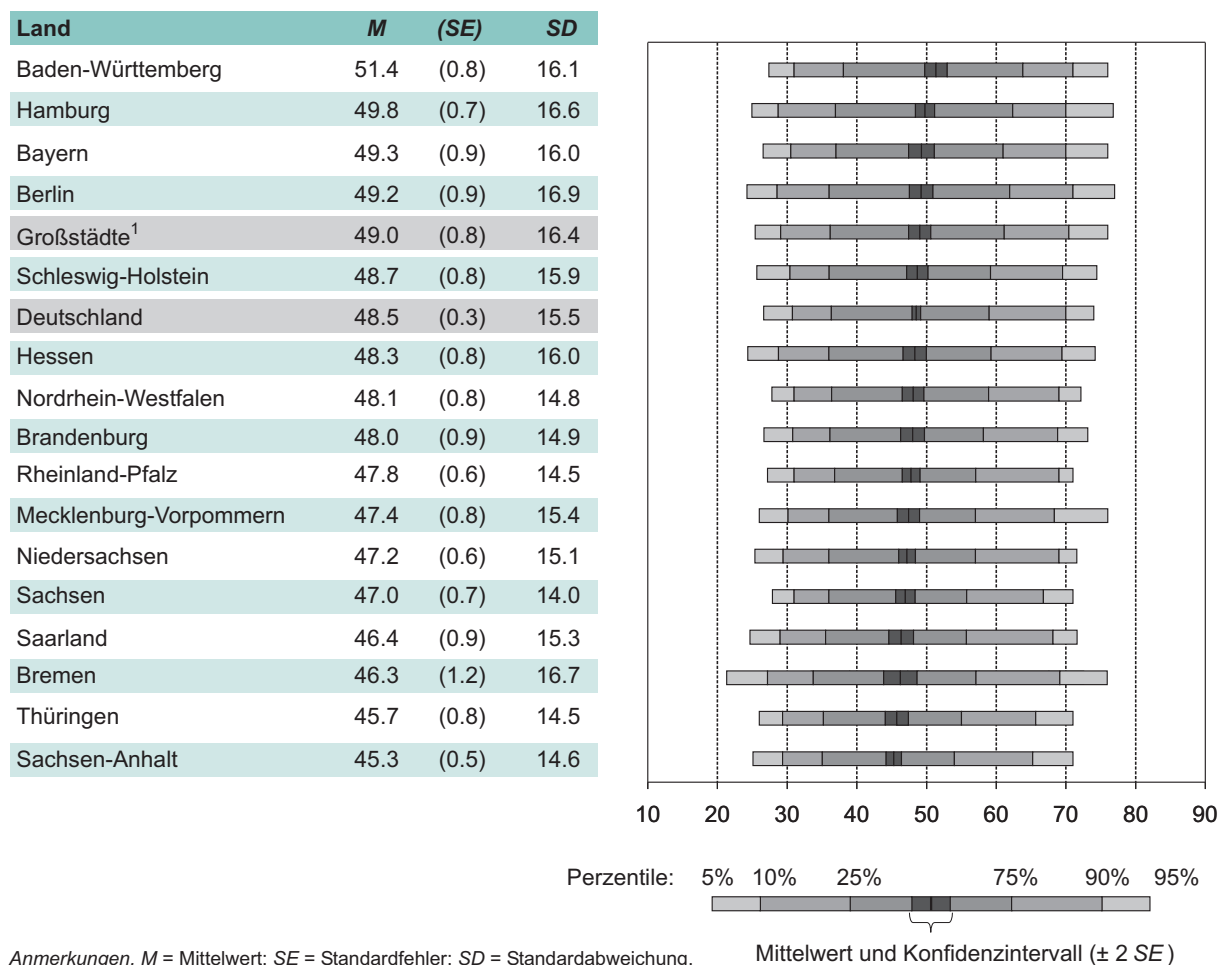 Land M (SE) SD
Baden-Württemberg 51.4 (0.8) 16.1
Hamburg 49.8 (0.7) 16.6
Bayern 49.3 (0.9) 16.0
Berlin 49.2 (0.9) 16.9
Großstädte1 49.0 (0.8) 16.4
Schleswig-Holstein 48.7 (0.8) 15.9
Deutschland 48.5 (0.3) 15.5
Hessen 48.3 (0.8) 16.0
Nordrhein-Westfalen 48.1 (0.8) 14.8
Brandenburg 48.0 (0.9) 14.9
Rheinland-Pfalz 47.8 (0.6) 14.5
Mecklenburg-Vorpommern 47.4 (0.8) 15.4
Niedersachsen 47.2 (0.6) 15.1
Sachsen 47.0 (0.7) 14.0
Saarland 46.4 (0.9) 15.3
Bremen 46.3 (1.2) 16.7
Thüringen 45.7 (0.8) 14.5
Sachsen-Anhalt 45.3 (0.5) 14.6
10 20 30 40 50 60 70 80 90
Perzentile: 5% 10% 25% 75% 90% 95%
Mittelwert und Konfidenzintervall (± 2 SE)
Anmerkungen. M = Mittelwert; SE = Standardfehler; SD = Standardabweichung.